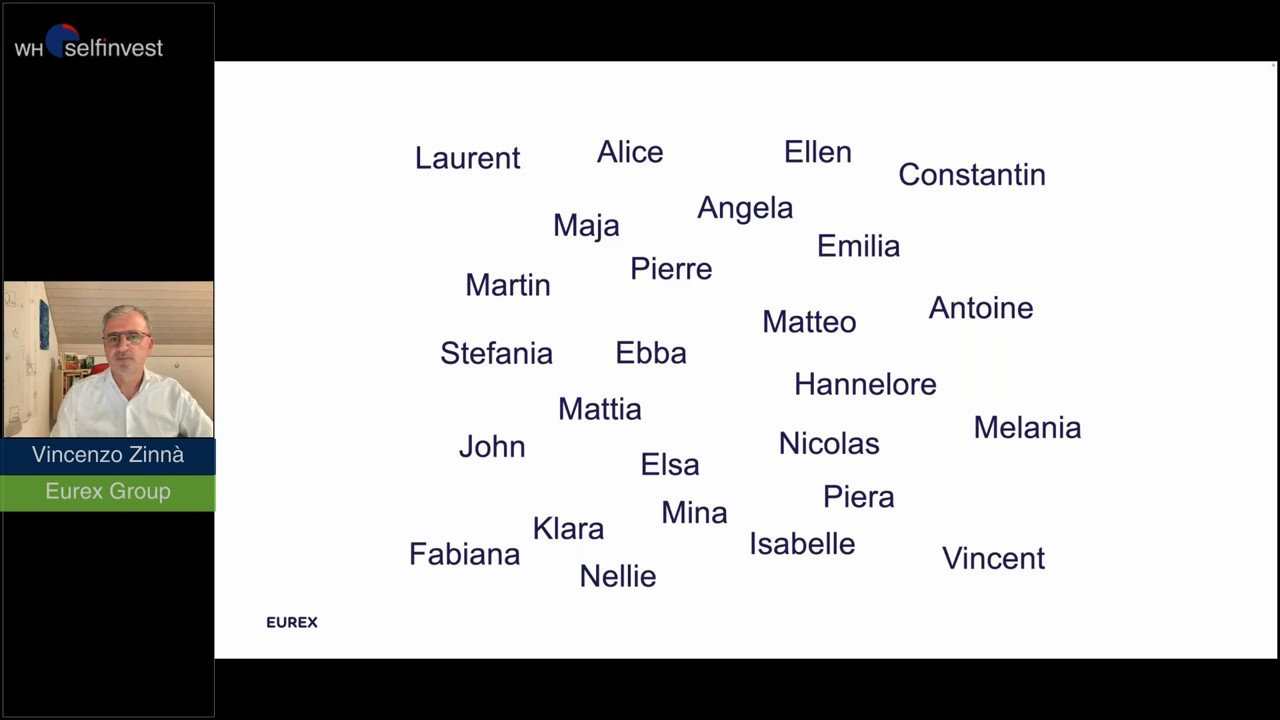 WH selfinvest
Vincenzo Zinnà
Eurex Group
Laurent
Alice
Ellen
Constantin
Angela
Maja
Emilia
Pierre
Martin
Antoine
Matteo
Stefania
Ebba
Hannelore
Mattia
Melania
John
Nicolas
Elsa
Piera
Mina
Klara
Isabelle
Fabiana
Vincent
Nellie
EUREX